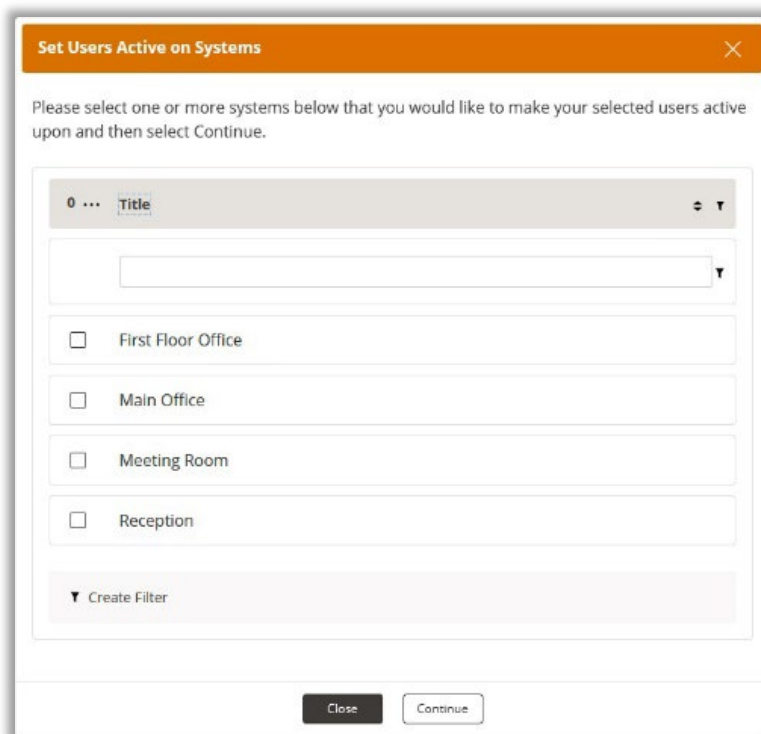 Set Users Active on Systems
Please select one or more systems below that you would like to make your selected users active
upon and then select Continue.
0 ... Title
First Floor Office
Main Office
Meeting Room
Reception
Create Filter
Close Continue